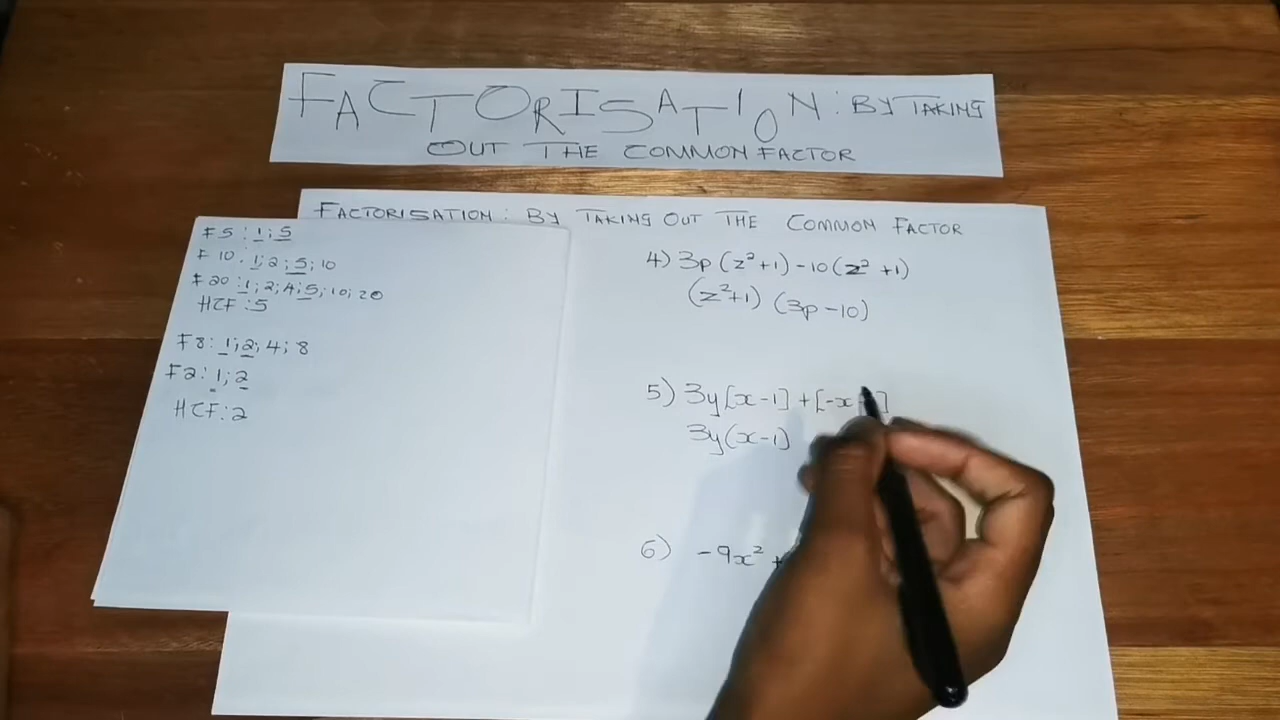 FACTORISATION: BY TAKING
OUT THE COMMON FACTOR
FACTORISATION: BY TAKING OUT THE COMMON FACTOR
F5: 1; 5
F10: 1; 2; 5; 10
F20: 1; 2; 4; 5; 10; 20
HCF: 5
F8: 1; 2; 4; 8
F2: 1; 2
HCF: 2
4) 3p(z²+1)-10(z²+1)
(z²+1) (3p-10)
5) 3y[x-1]+[-x ]
3y(x-1)
6) -9x² +